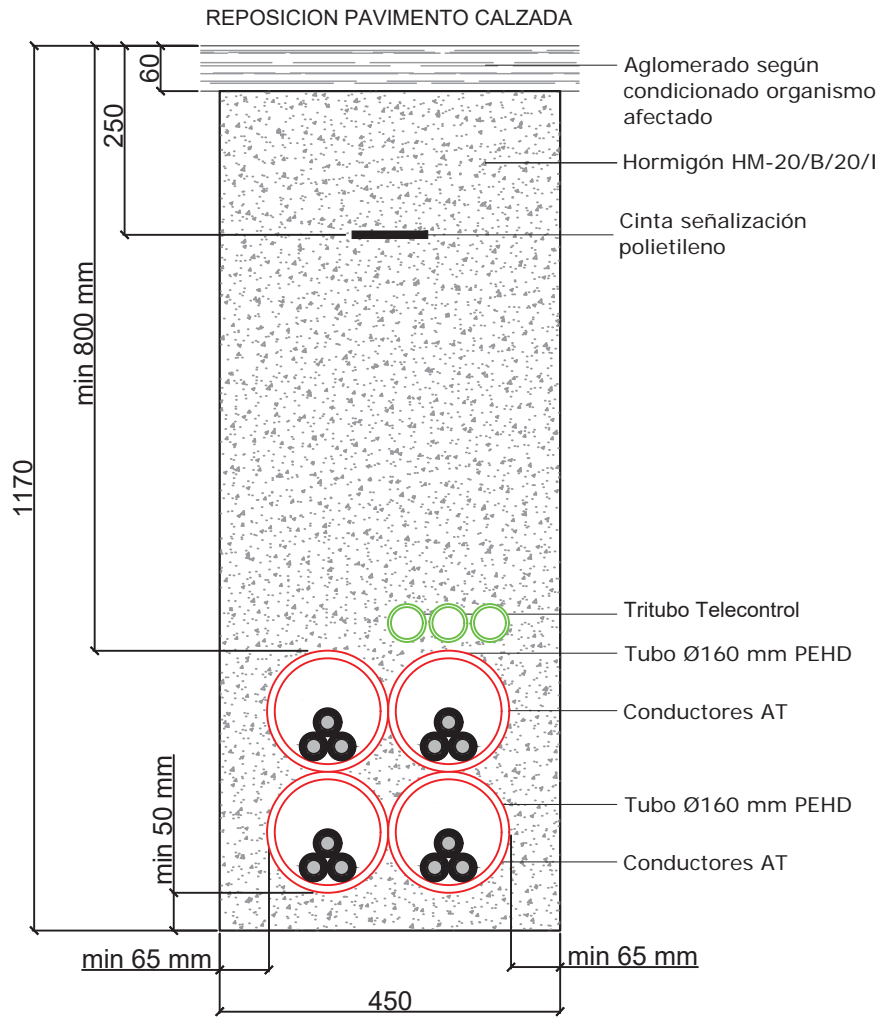 REPOSICION PAVIMENTO CALZADA
60
250
min 800 mm
1170
Aglomerado según
condicionado organismo
afectado
Hormigón HM-20/B/20/I
Cinta señalización
polietileno
Tritubo Telecontrol
Tubo Ø160 mm PEHD
Conductores AT
Tubo Ø160 mm PEHD
Conductores AT
min 50 mm
min 65 mm
min 65 mm
450